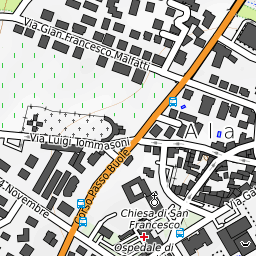 Via Gian Francesco Malfatti
Ala
Via Luigi Tommasoni
Corso Passo Buole
Novembre
Chiesa di San
Francesco
Ospedale di